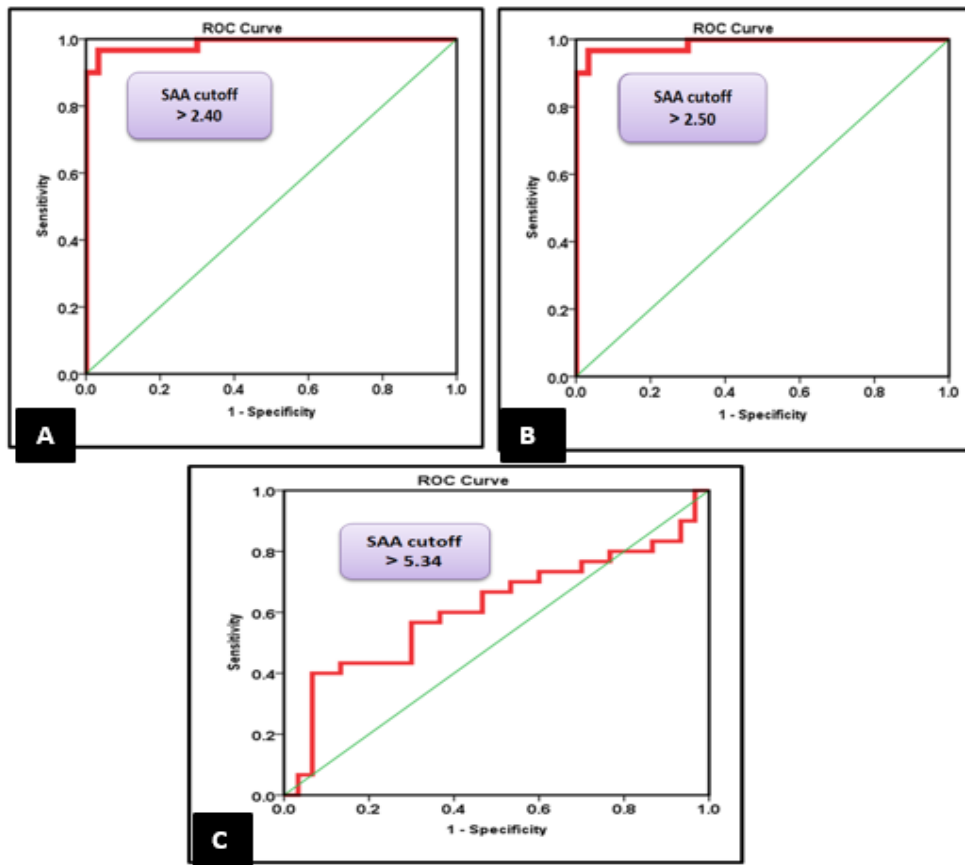 ROC Curve
1.0
0.8
0.6
0.4
0.2
0.0
Sensitivity
SAA cutoff
> 2.40
0.0 0.2 0.4 0.6 0.8 1.0
1 - Specificity
A
ROC Curve
1.0
0.8
0.6
0.4
0.2
0.0
Sensitivity
SAA cutoff
> 2.50
0.0 0.2 0.4 0.6 0.8 1.0
1 - Specificity
B
ROC Curve
1.0
0.8
0.6
0.4
0.2
0.0
Sensitivity
SAA cutoff
> 5.34
0.0 0.2 0.4 0.6 0.8 1.0
1 - Specificity
C